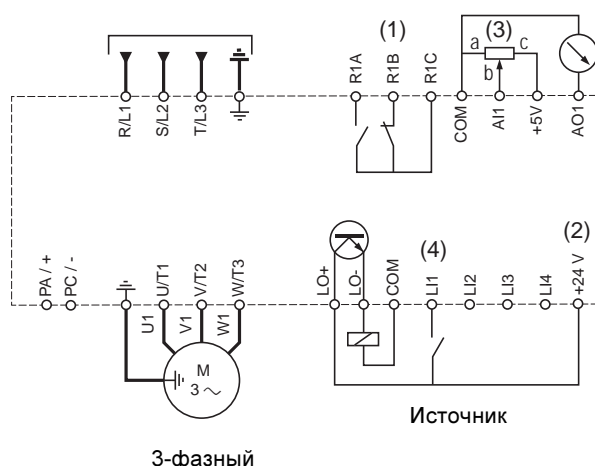 (1)
(3)
a
c
b
R/L1
S/L2
T/L3
R1A
R1B
R1C
COM
AI1
+5V
AO1
(4)
(2)
PA / +
PC / -
U/T1
V/T2
W/T3
U1
V1
W1
M
3 ~
LO+
LO-
COM
LI1
LI2
LI3
LI4
+24 V
Источник
3-фазный